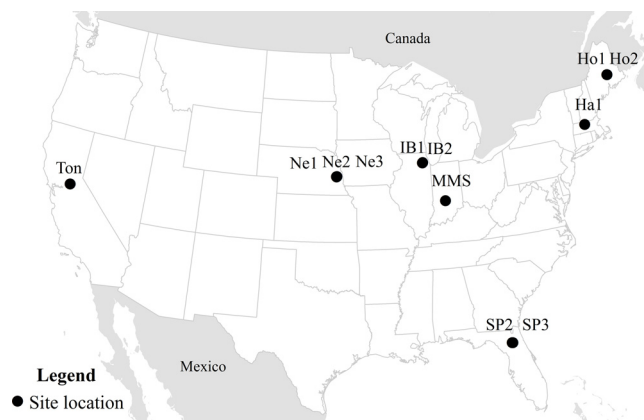 Canada
Ho1 Ho2
Ha1
IB1 IB2
Ne1 Ne2 Ne3
Ton
MMS
SP2 SP3
Mexico
Legend
Site location